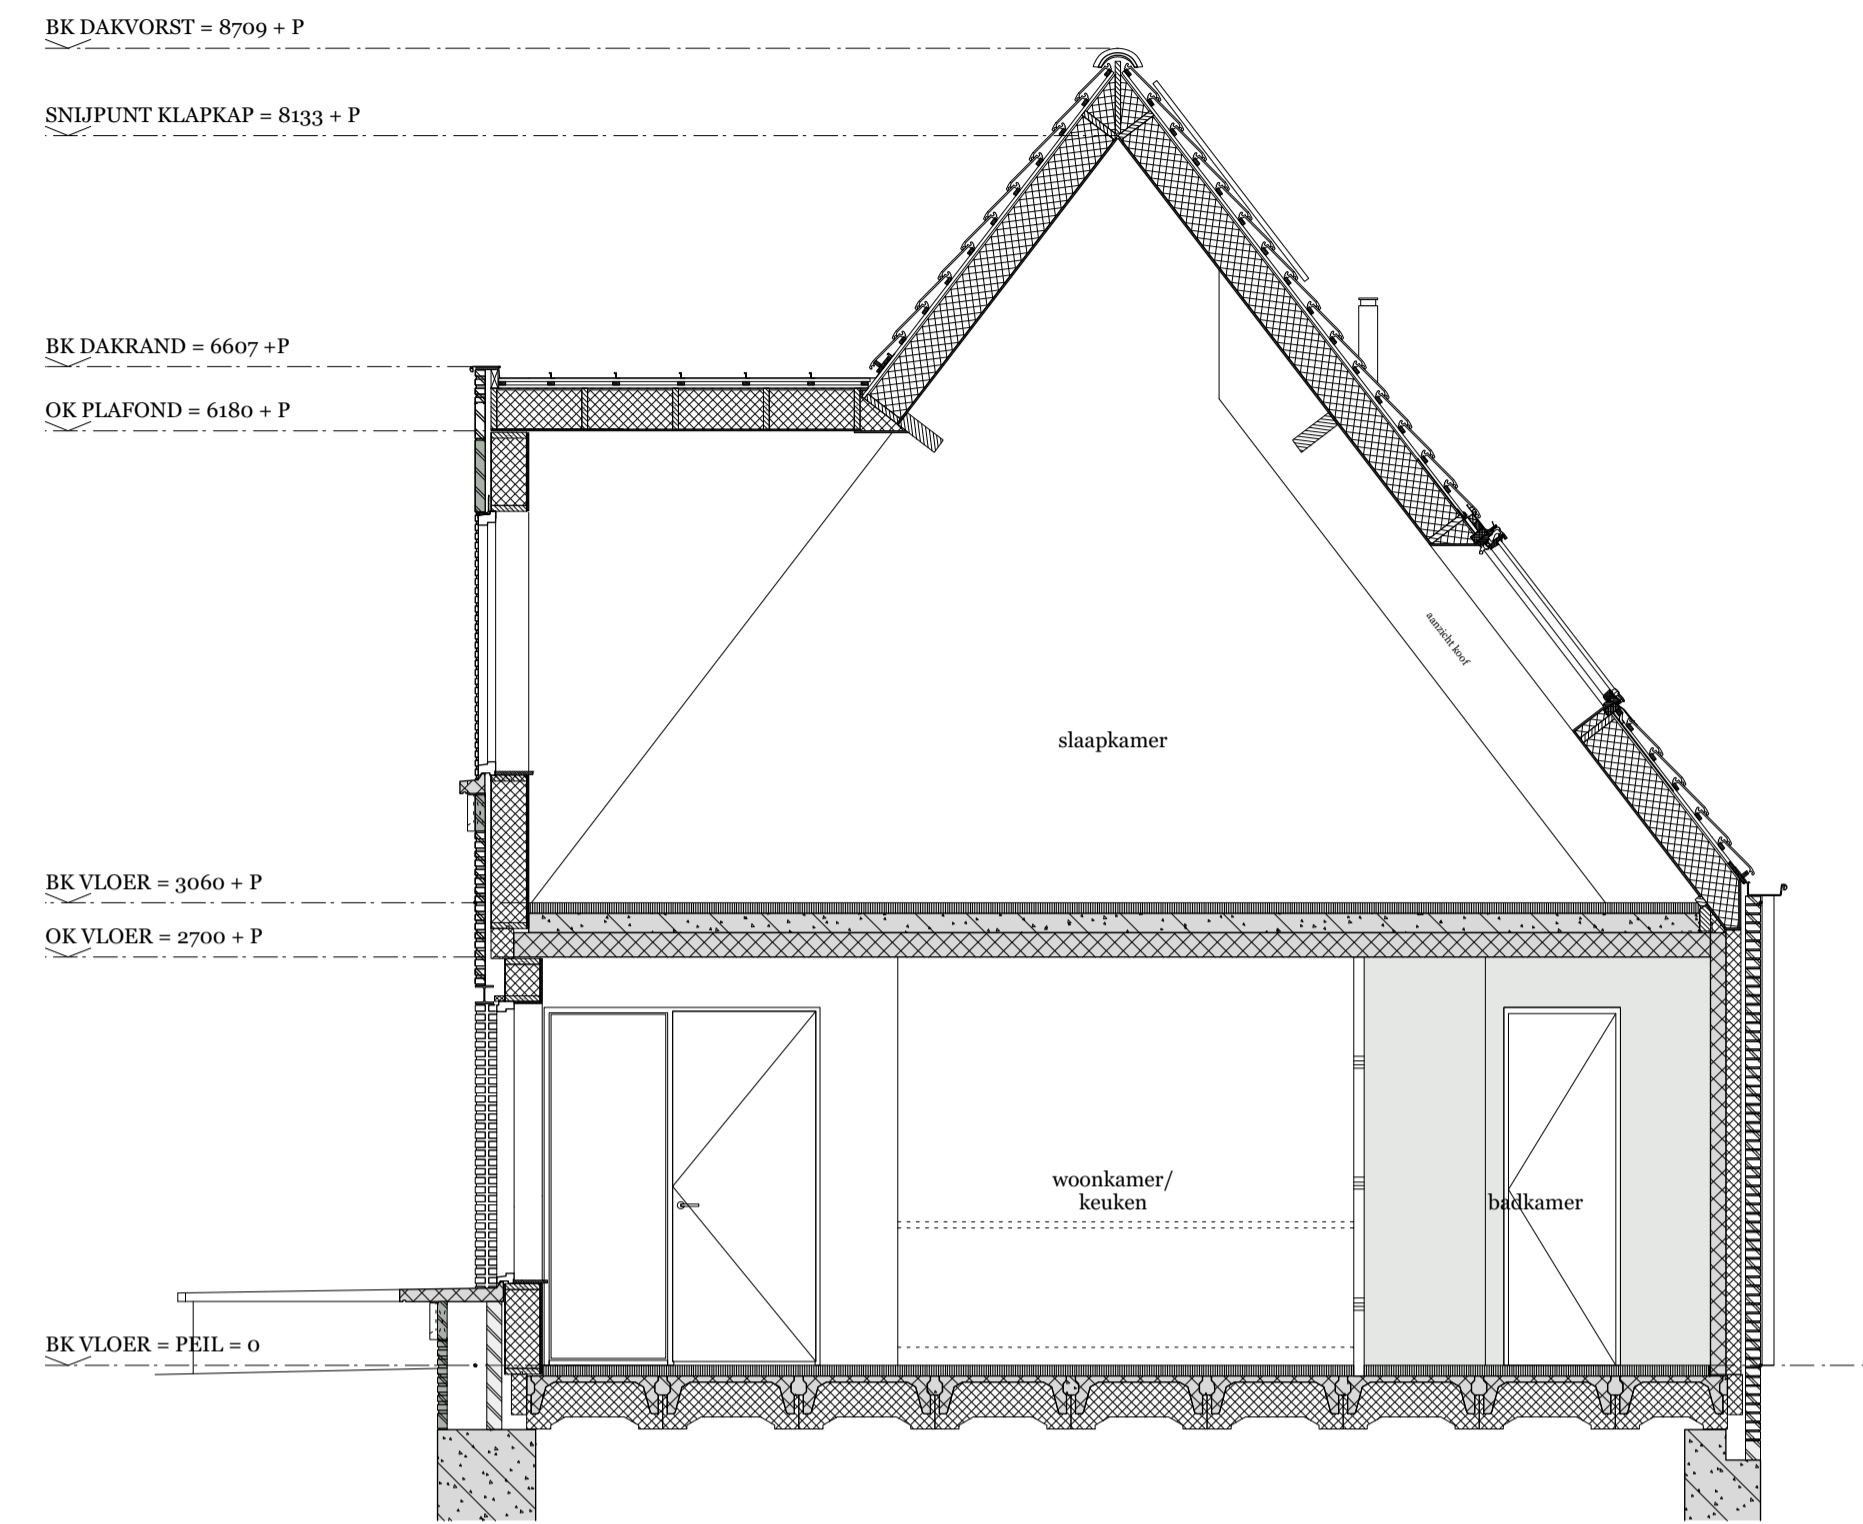 BK DAKVORST = 8709 + P
SNIJPUNT KLAPKAP = 8133 + P
BK DAKRAND = 6607 +P
OK PLAFOND = 6180 + P
aanzicht koof
slaapkamer
BK VLOER = 3060 + P
OK VLOER = 2700 + P
woonkamer/
keuken
badkamer
BK VLOER = PEIL = 0